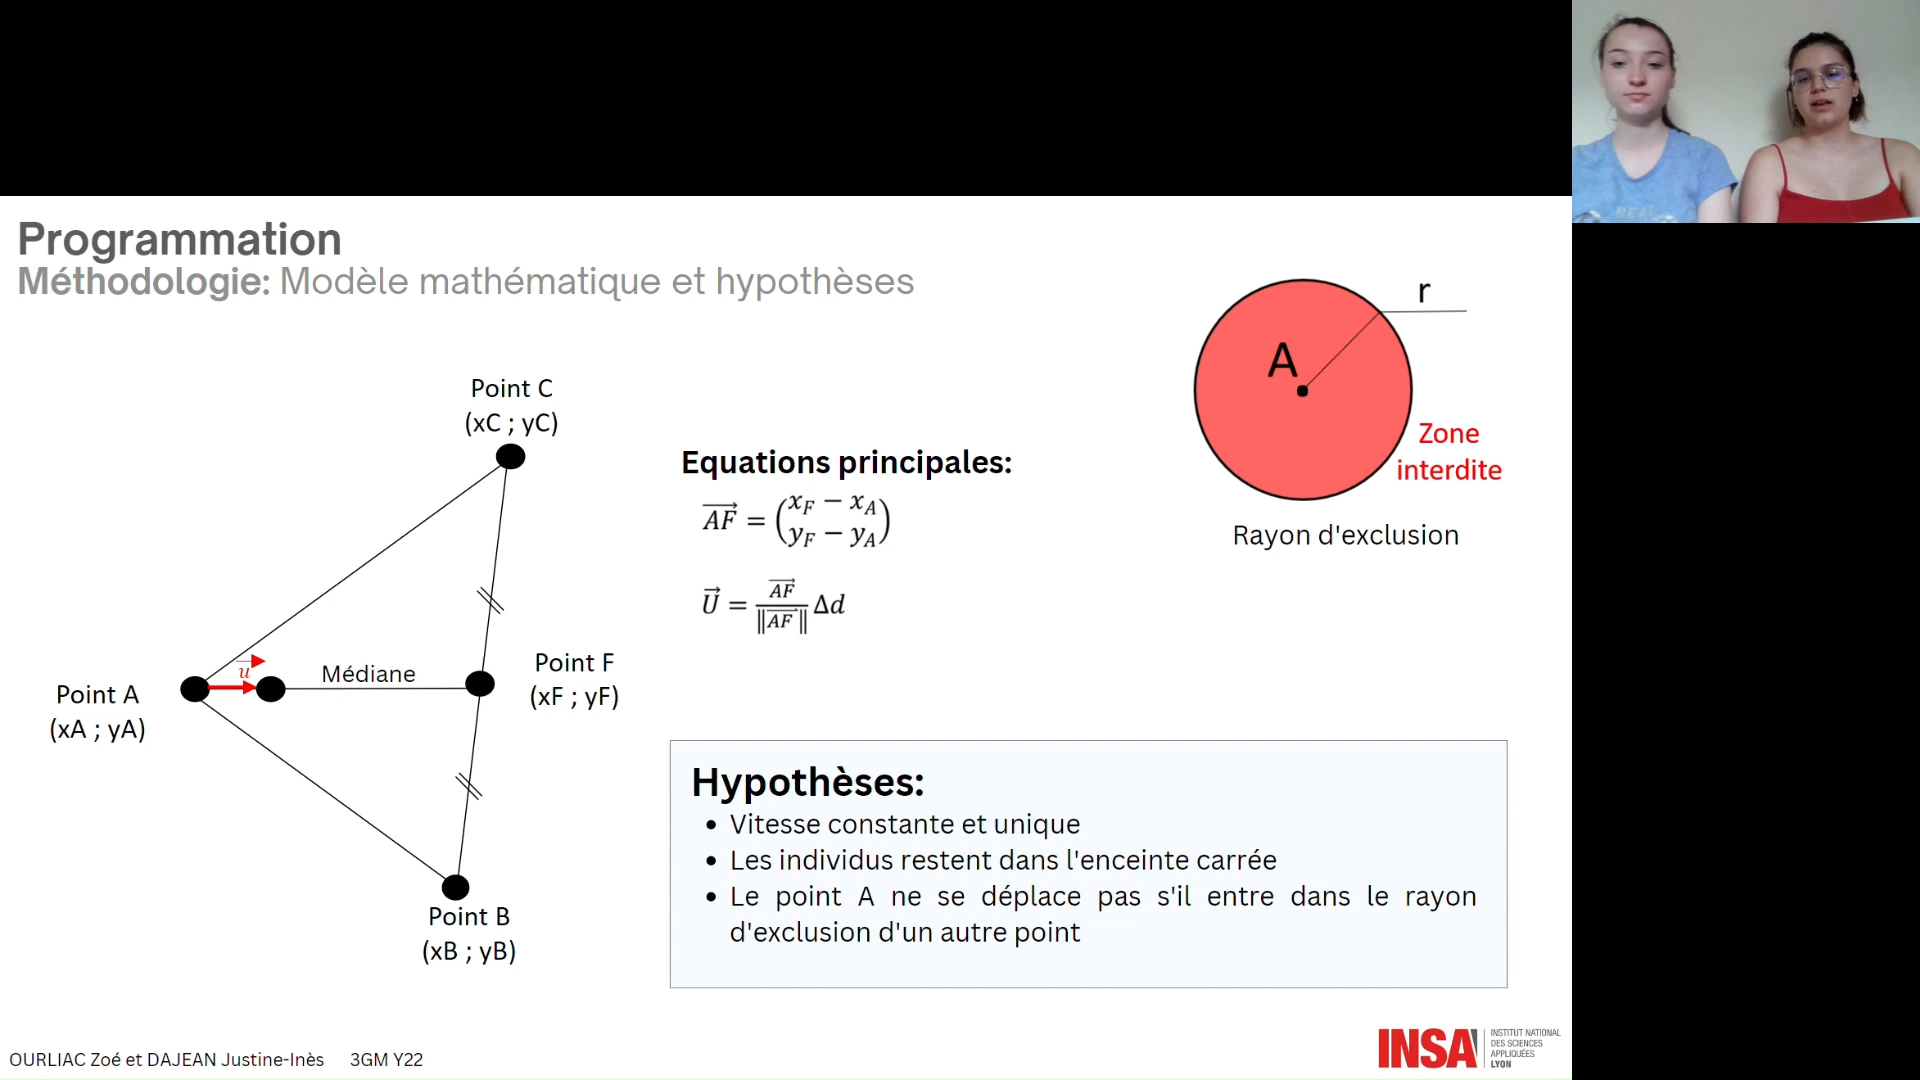 Programmation
Méthodologie: Modèle mathématique et hypothèses
Point C
(xC ; yC)
Point A
(xA ; yA)
u
Médiane
Point F
(xF ; yF)
Point B
(xB ; yB)
Equations principales:
AF = (xF − xA
yF − yA)
U = AF / ‖AF‖ Δd
r
A
Zone
interdite
Rayon d'exclusion
Hypothèses:
• Vitesse constante et unique
• Les individus restent dans l'enceinte carrée
• Le point A ne se déplace pas s'il entre dans le rayon
d'exclusion d'un autre point
OURLIAC Zoé et DAJEAN Justine-Inès 3GM Y22
INSA
INSTITUT NATIONAL
DES SCIENCES
APPLIQUÉES
LYON